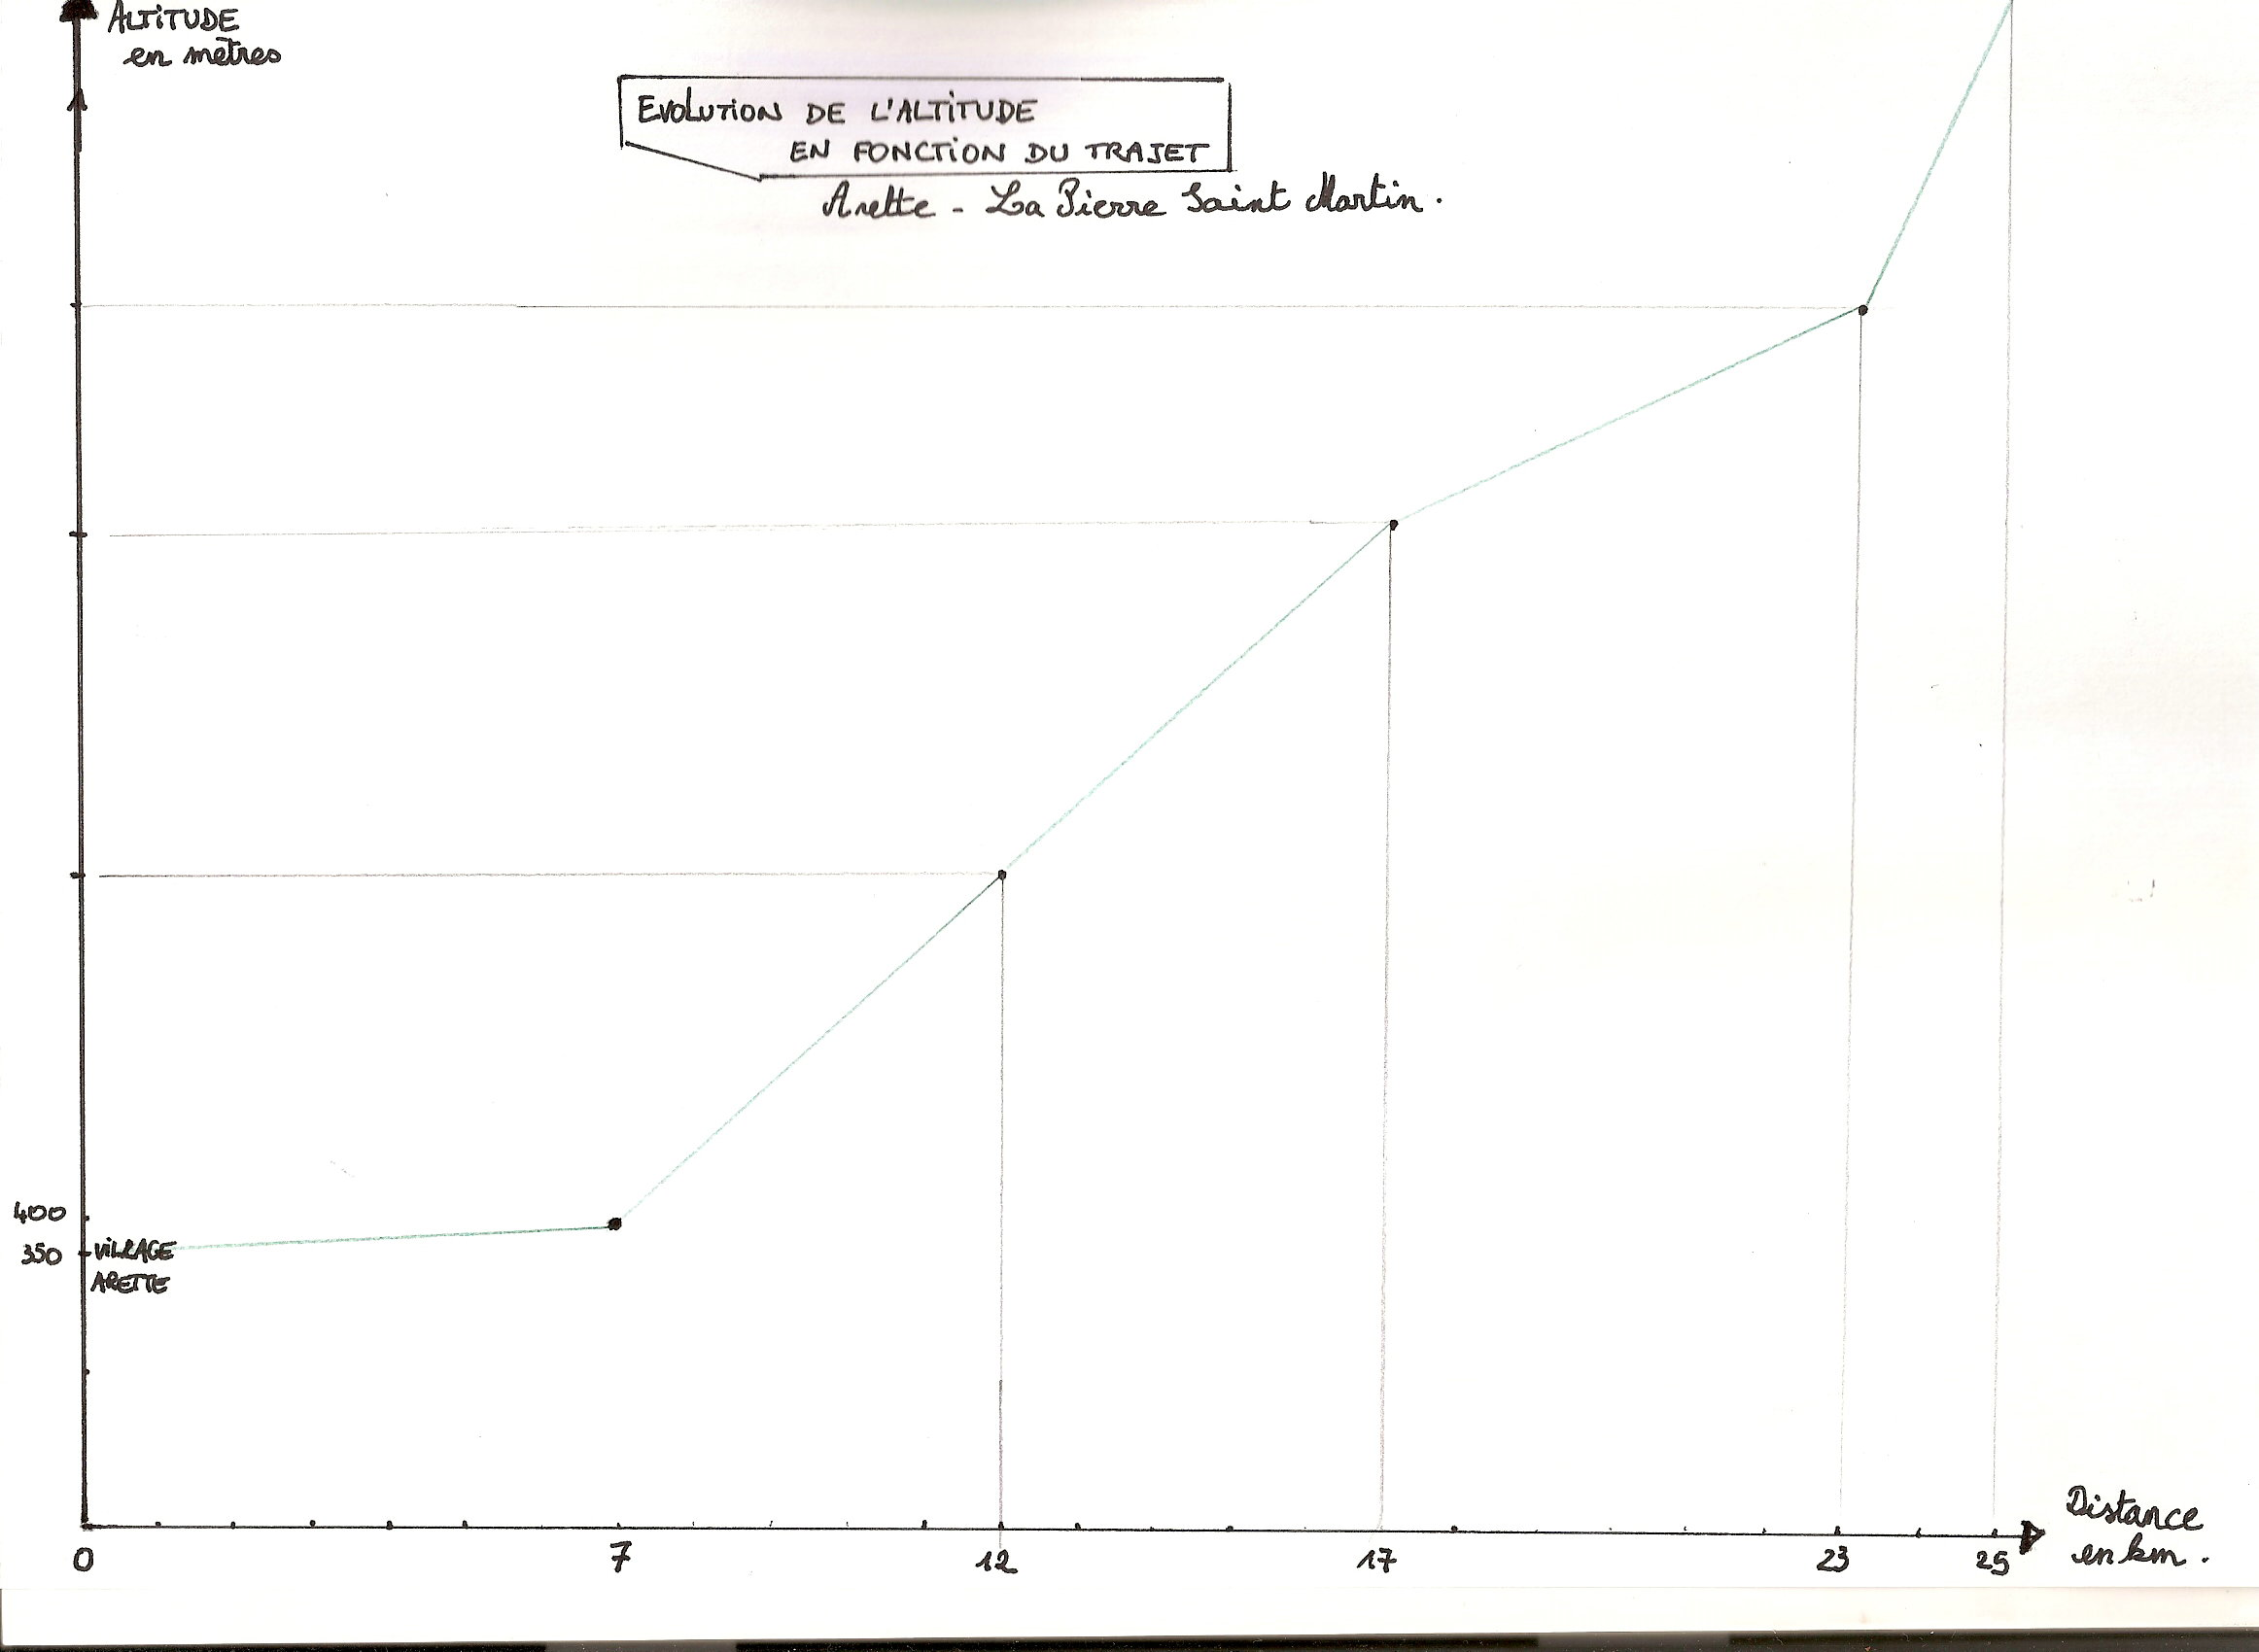 ALTITUDE
en mètres
EVOLUTION DE L'ALTITUDE
EN FONCTION DU TRAJET
Arette - La Pierre Saint Martin.
400
350
VILLAGE
ARETTE
0 7 12 17 23 25
Distance
en km.